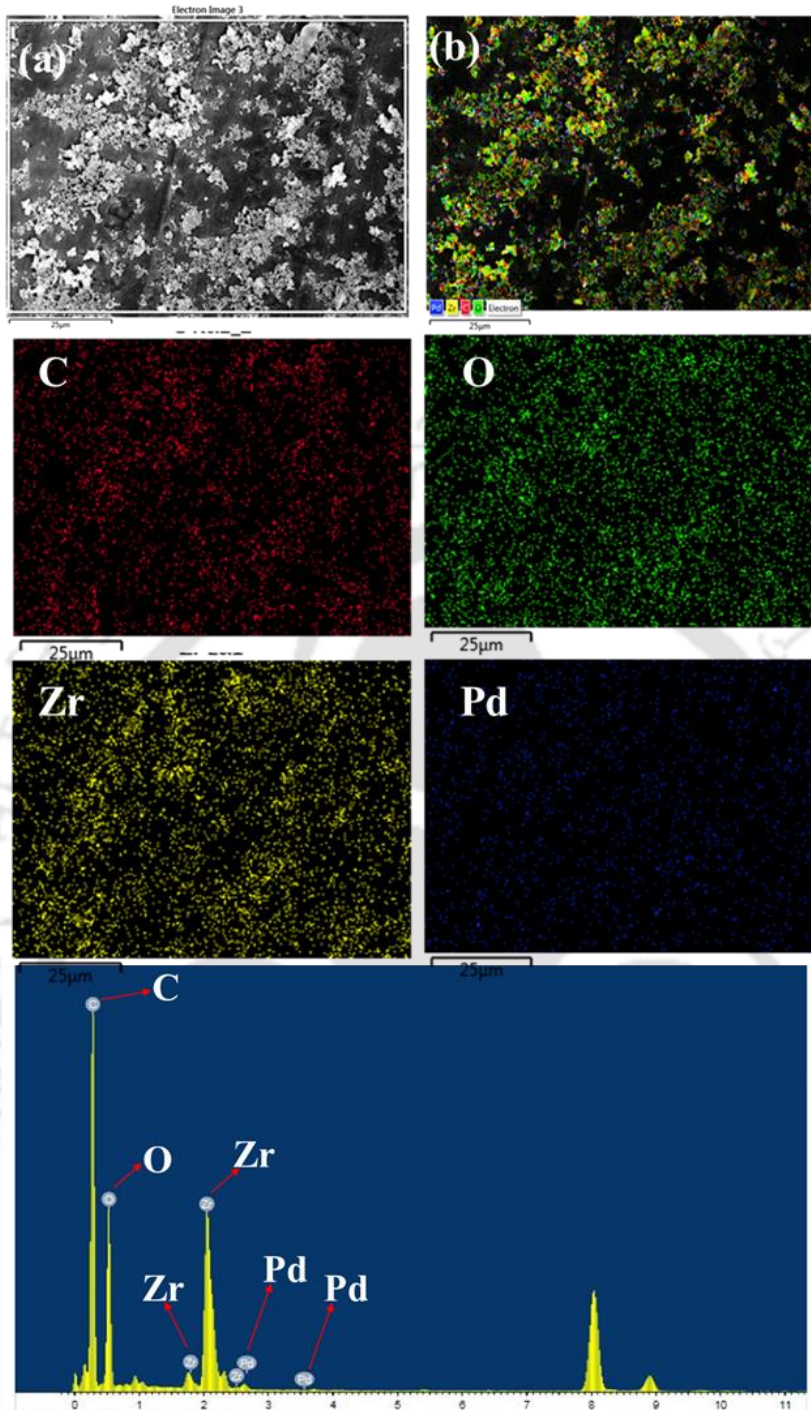 Electron Image 3
(a) (b)
Pd Zr C O Electron
25µm 25µm
C O
25µm 25µm
Zr Pd
25µm 25µm
C
C
O
Zr
O
Zr
Zr Pd Pd
Zr Zr Pd
0 1 2 3 4 5 6 7 8 9 10 11